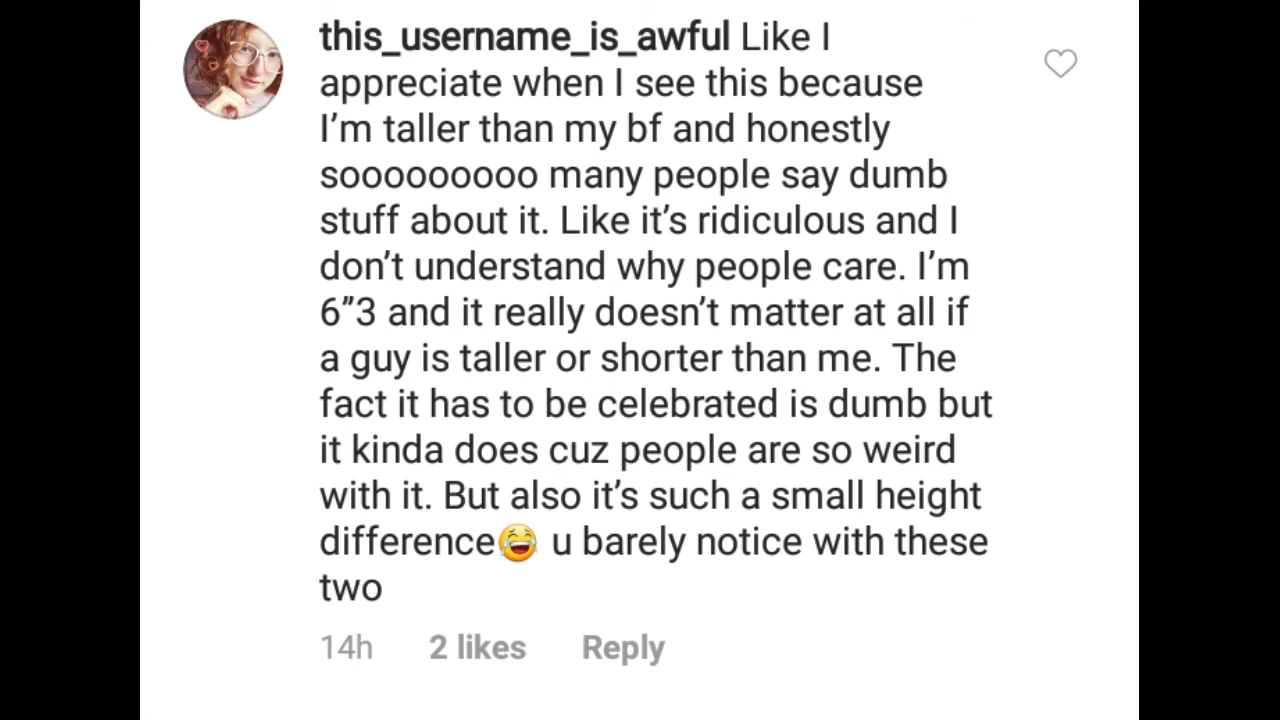 this_username_is_awful Like I
appreciate when I see this because
I’m taller than my bf and honestly
sooooooooo many people say dumb
stuff about it. Like it’s ridiculous and I
don’t understand why people care. I’m
6”3 and it really doesn’t matter at all if
a guy is taller or shorter than me. The
fact it has to be celebrated is dumb but
it kinda does cuz people are so weird
with it. But also it’s such a small height
difference😂 u barely notice with these
two
14h 2 likes Reply